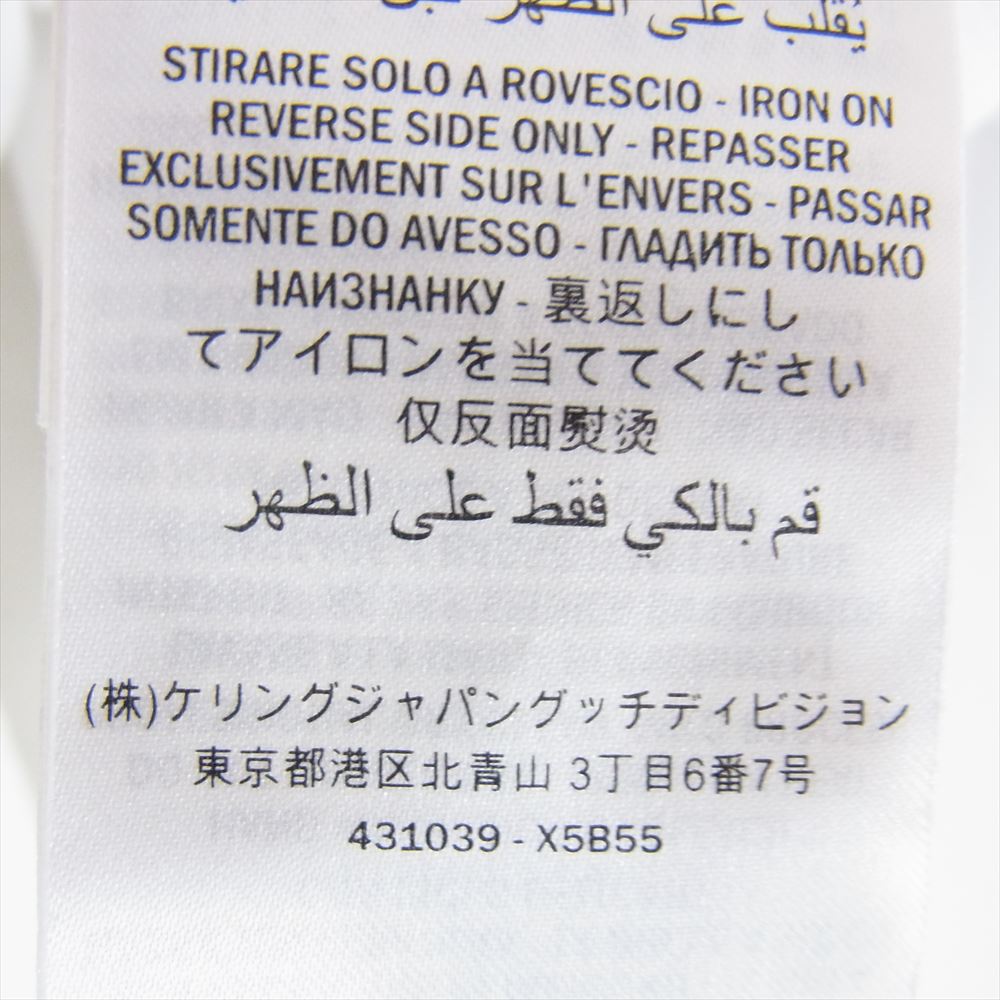 يُقلب على الظهر قبل
STIRARE SOLO A ROVESCIO - IRON ON
REVERSE SIDE ONLY - REPASSER
EXCLUSIVEMENT SUR L'ENVERS - PASSAR
SOMENTE DO AVESSO - ГЛАДИТЬ ТОЛЬКО
НАИЗНАНКУ - 裏返しにし
てアイロンを当ててください
仅反面熨烫
قم بالكي فقط على الظهر
(株)ケリングジャパングッチディビジョン
東京都港区北青山 3丁目6番7号
431039 - X5B55